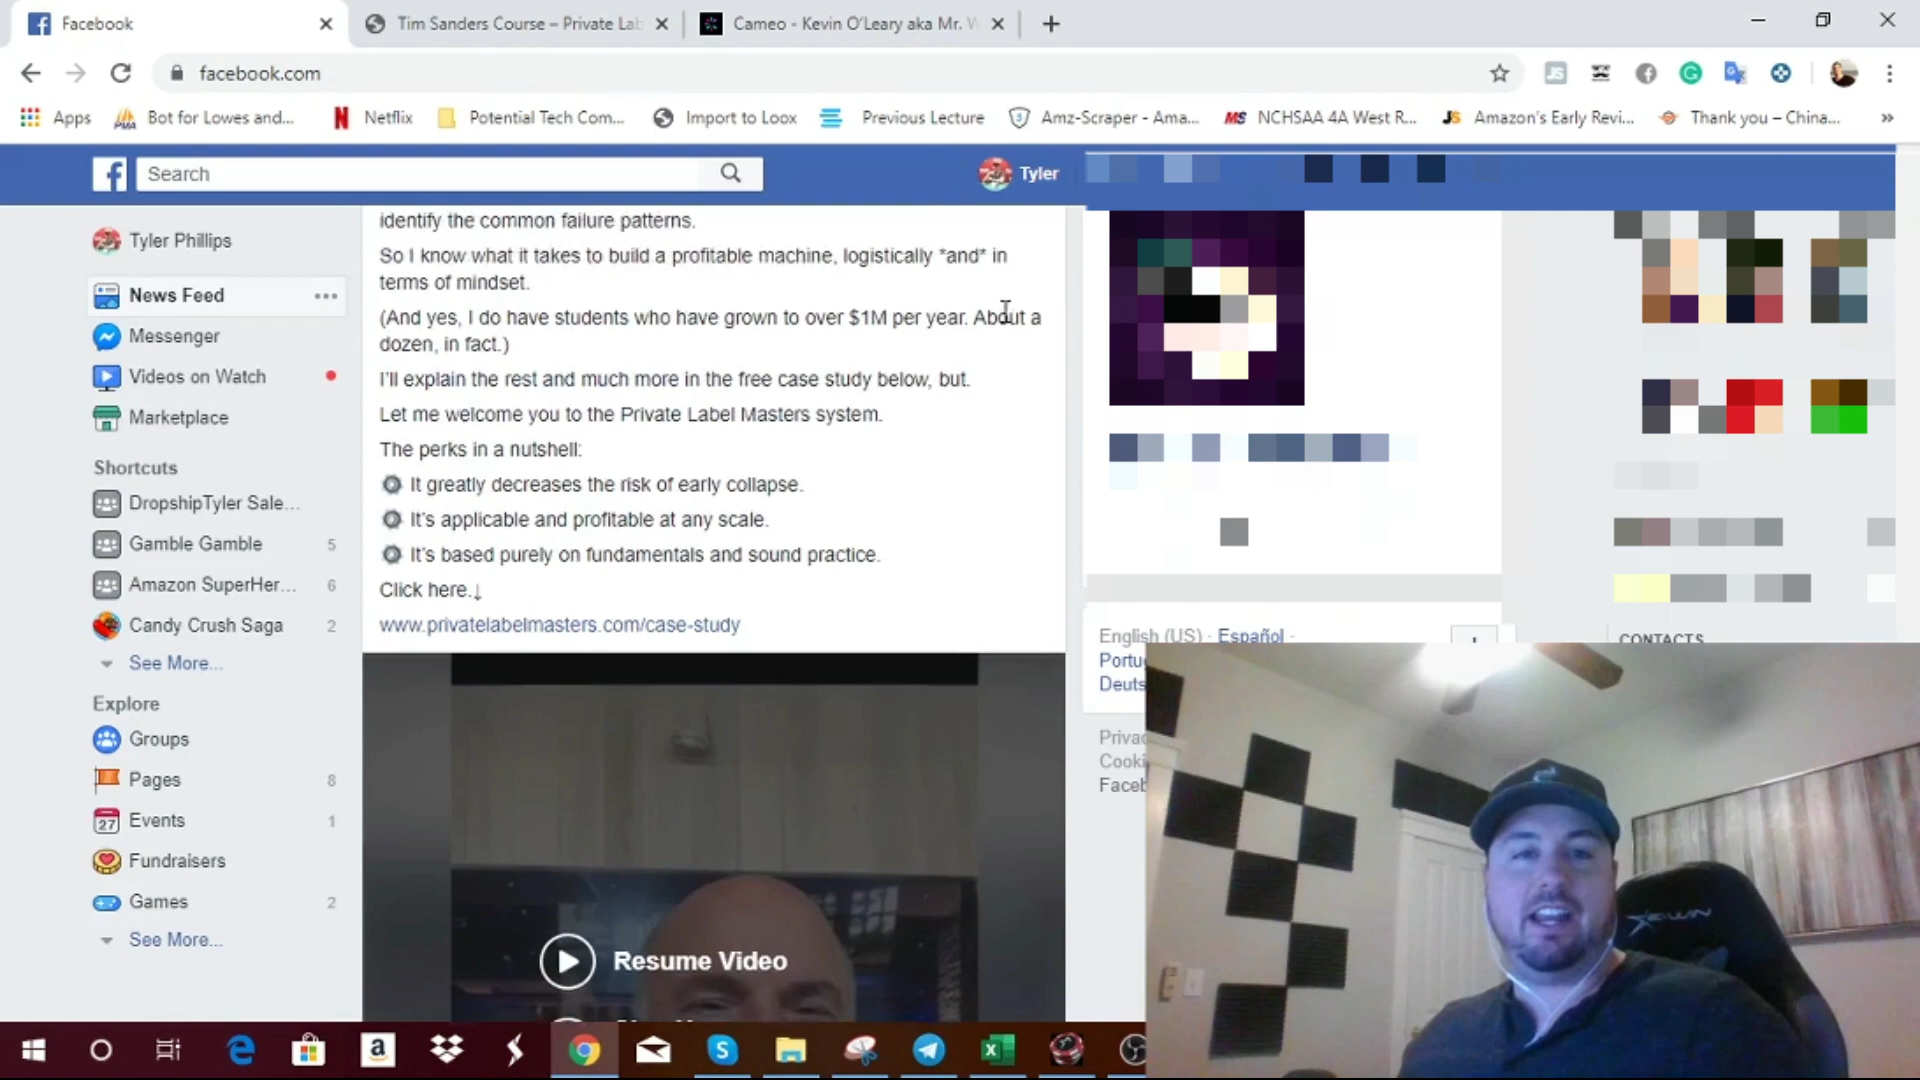 Facebook
Tim Sanders Course – Private Lab
Cameo - Kevin O'Leary aka Mr. W
facebook.com
Apps
Bot for Lowes and...
Netflix
Potential Tech Com...
Import to Loox
Previous Lecture
Amz-Scraper - Ama...
NCHSAA 4A West R...
Amazon's Early Revi...
Thank you – China...
Search
Tyler
Tyler Phillips
News Feed
Messenger
Videos on Watch
Marketplace
Shortcuts
DropshipTyler Sale...
Gamble Gamble 5
Amazon SuperHer... 6
Candy Crush Saga 2
See More...
Explore
Groups
Pages 8
Events 1
Fundraisers
Games 2
See More...
identify the common failure patterns.
So I know what it takes to build a profitable machine, logistically *and* in
terms of mindset.
(And yes, I do have students who have grown to over $1M per year. About a
dozen, in fact.)
I'll explain the rest and much more in the free case study below, but.
Let me welcome you to the Private Label Masters system.
The perks in a nutshell:
It greatly decreases the risk of early collapse.
It's applicable and profitable at any scale.
It's based purely on fundamentals and sound practice.
Click here.↓
www.privatelabelmasters.com/case-study
Resume Video
English (US) · Español ·
Portu
Deuts
Privac
Cooki
Faceb
CONTACTS